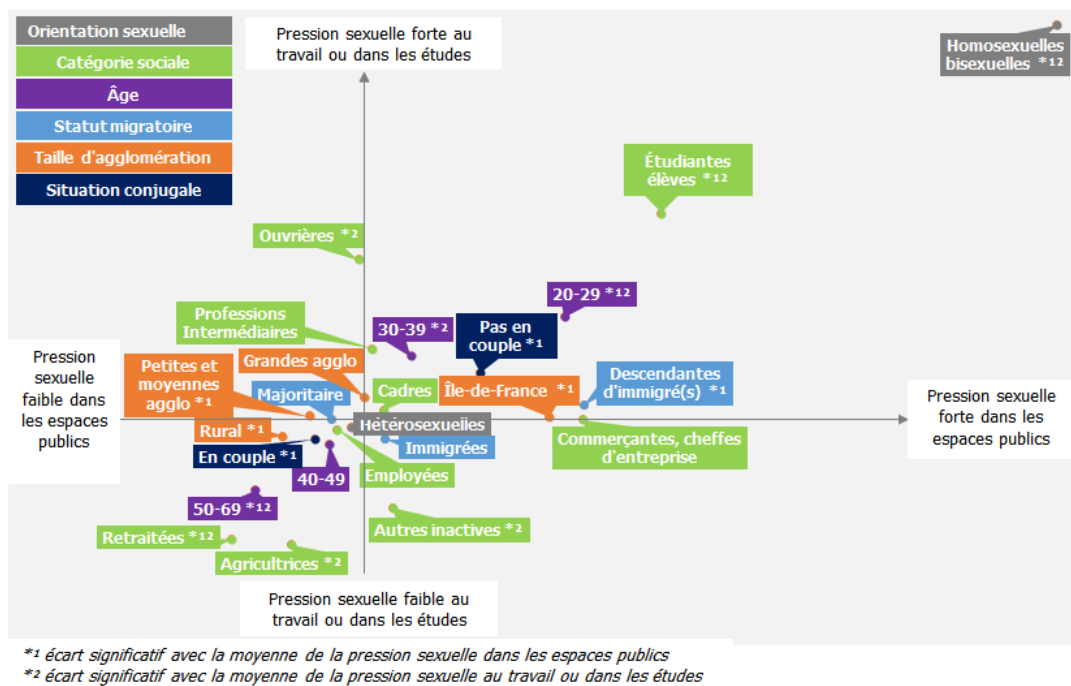 Orientation sexuelle
Catégorie sociale
Âge
Statut migratoire
Taille d'agglomération
Situation conjugale
Pression sexuelle forte au
travail ou dans les études
Homosexuelles
bisexuelles *¹²
Étudiantes
élèves *¹²
Ouvrières *²
20-29 *¹²
Professions
Intermédiaires
30-39 *²
Pas en
couple *¹
Pression
sexuelle
faible dans
les espaces
publics
Petites et
moyennes
agglo *¹
Grandes agglo
Majoritaire
Cadres
Île-de-France *¹
Descendantes
d'immigré(s) *¹
Pression sexuelle
forte dans les
espaces publics
Rural *¹
Hétérosexuelles
Commerçantes, cheffes
d'entreprise
En couple *¹
Immigrées
40-49
Employées
50-69 *¹²
Retraitées *¹²
Autres inactives *²
Agricultrices *²
Pression sexuelle faible au
travail ou dans les études
*¹ écart significatif avec la moyenne de la pression sexuelle dans les espaces publics
*² écart significatif avec la moyenne de la pression sexuelle au travail ou dans les études